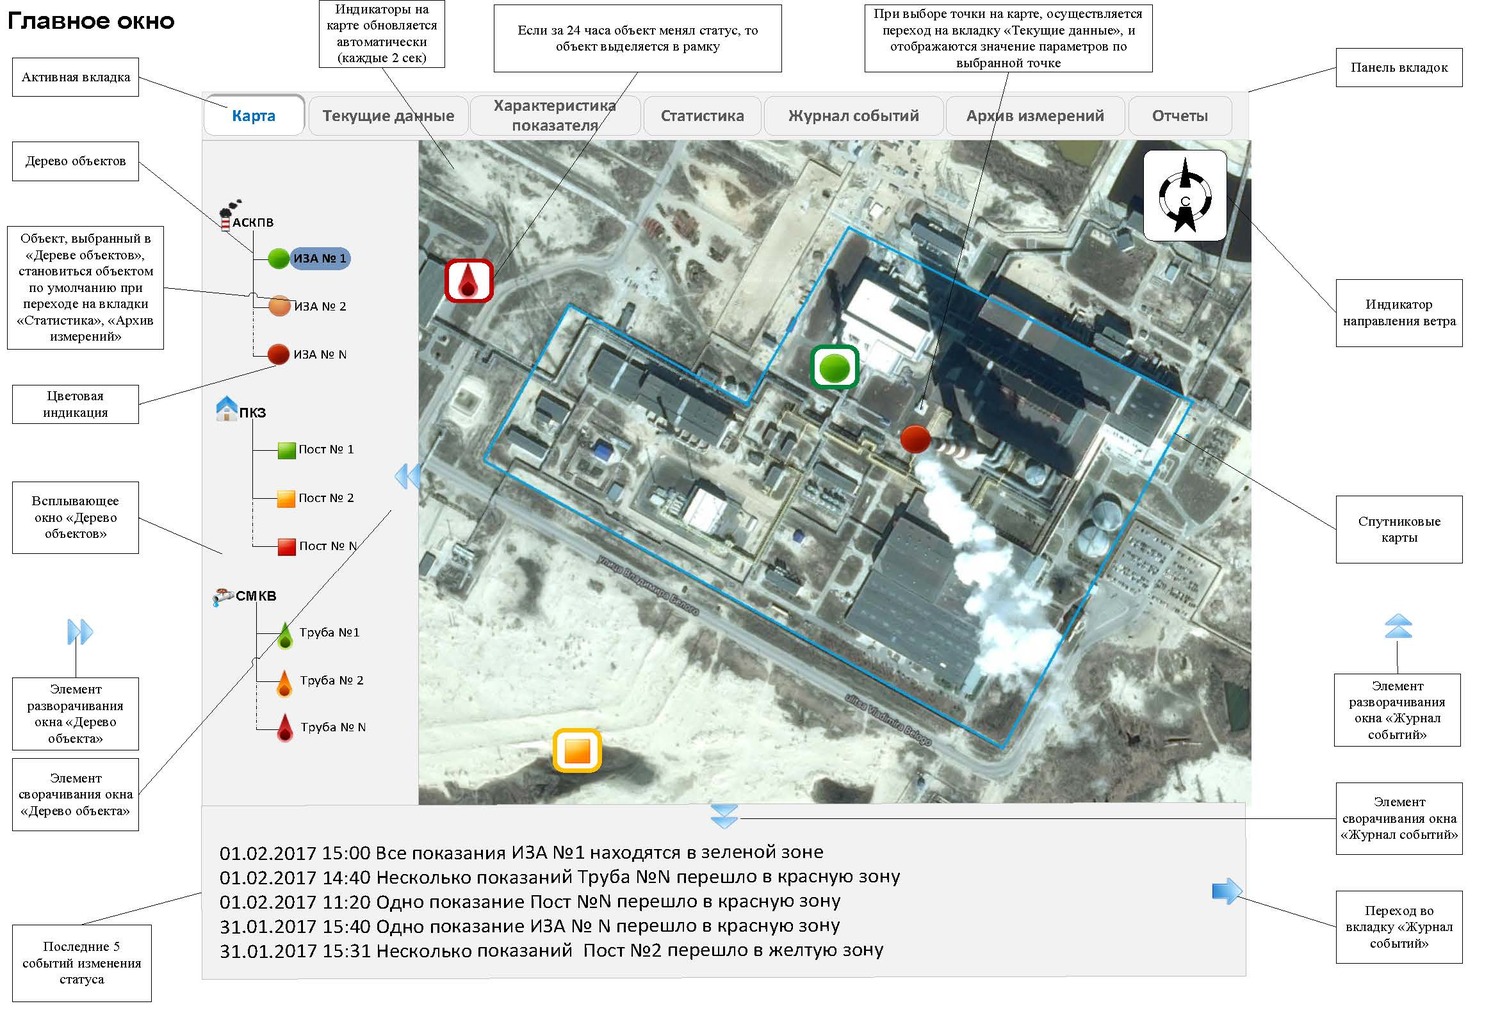 Главное окно
Индикаторы на
карте обновляется
автоматически
(каждые 2 сек)
Если за 24 часа объект менял статус, то
объект выделяется в рамку
При выборе точки на карте, осуществляется
переход на вкладку «Текущие данные», и
отображаются значение параметров по
выбранной точке
Активная вкладка
Панель вкладок
Карта
Текущие данные
Характеристика
показателя
Статистика
Журнал событий
Архив измерений
Отчеты
Дерево объектов
Объект, выбранный в
«Дереве объектов»,
становиться объектом
по умолчанию при
переходе на вкладки
«Статистика», «Архив
измерений»
Цветовая
индикация
Всплывающее
окно «Дерево
объектов»
Элемент
разворачивания
окна «Дерево
объекта»
Элемент
сворачивания окна
«Дерево объекта»
Последние 5
событий изменения
статуса
АСКПВ
ИЗА № 1
ИЗА № 2
ИЗА № N
ПКЗ
Пост № 1
Пост № 2
Пост № N
СМКВ
Труба №1
Труба № 2
Труба № N
С
улица Владимира Белого
ulitsa Vladimira Belogo
Индикатор
направления ветра
Спутниковые
карты
Элемент
разворачивания
окна «Журнал
событий»
Элемент
сворачивания окна
«Журнал событий»
Переход во
вкладку «Журнал
событий»
01.02.2017 15:00 Все показания ИЗА №1 находятся в зеленой зоне
01.02.2017 14:40 Несколько показаний Труба №N перешло в красную зону
01.02.2017 11:20 Одно показание Пост №N перешло в красную зону
31.01.2017 15:40 Одно показание ИЗА № N перешло в красную зону
31.01.2017 15:31 Несколько показаний  Пост №2 перешло в желтую зону